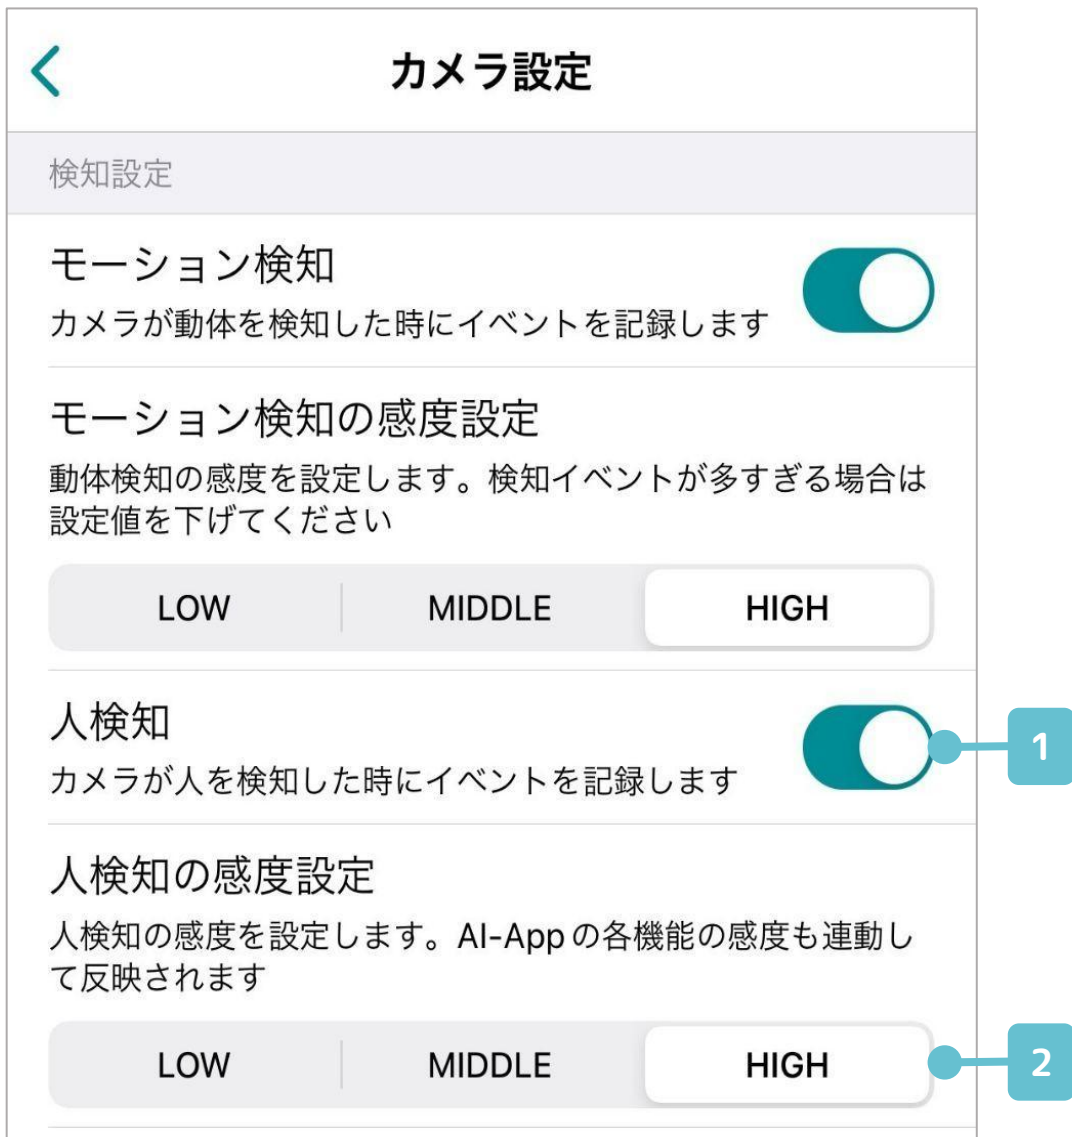 カメラ設定
検知設定
モーション検知
カメラが動体を検知した時にイベントを記録します
モーション検知の感度設定
動体検知の感度を設定します。検知イベントが多すぎる場合は
設定値を下げてください
LOW MIDDLE HIGH
人検知
カメラが人を検知した時にイベントを記録します
1
人検知の感度設定
人検知の感度を設定します。AI-Appの各機能の感度も連動し
て反映されます
LOW MIDDLE HIGH
2